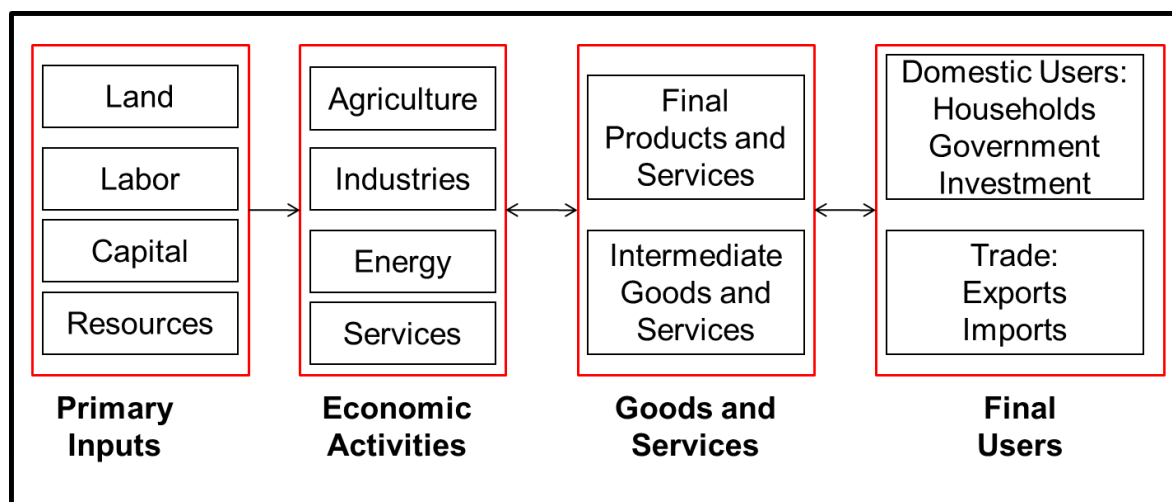 Land
Labor
Capital
Resources
Primary
Inputs
Agriculture
Industries
Energy
Services
Economic
Activities
Final
Products and
Services
Intermediate
Goods and
Services
Goods and
Services
Domestic Users:
Households
Government
Investment
Trade:
Exports
Imports
Final
Users